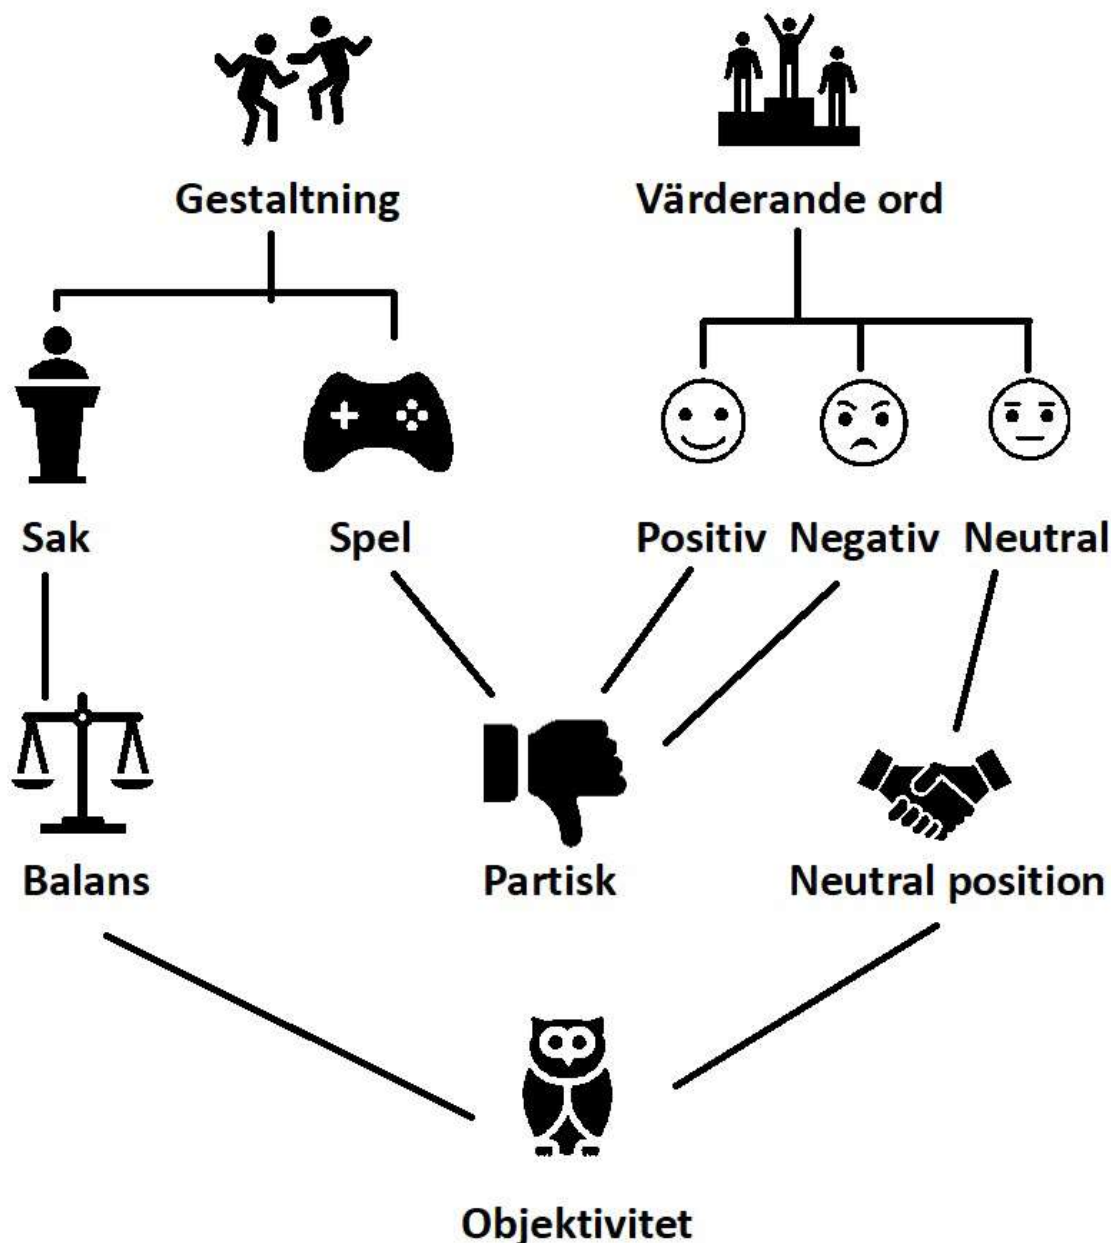 Gestaltning Värderande ord
Sak Spel Positiv Negativ Neutral
Balans Partisk Neutral position
Objektivitet